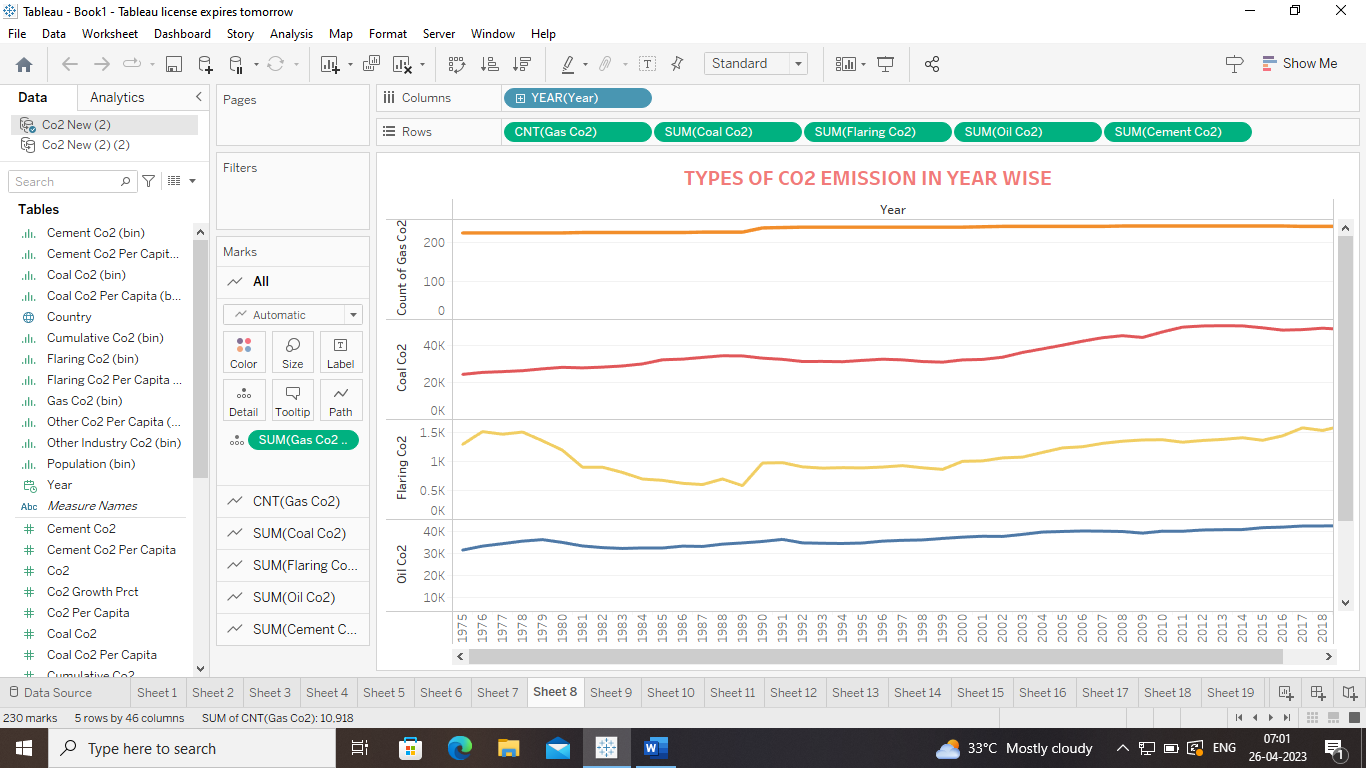 Tableau - Book1 - Tableau license expires tomorrow
File Data Worksheet Dashboard Story Analysis Map Format Server Window Help
Standard
Show Me
Data Analytics
Co2 New (2)
Co2 New (2) (2)
Search
Tables
Cement Co2 (bin)
Cement Co2 Per Capit...
Coal Co2 (bin)
Coal Co2 Per Capita (b...
Country
Cumulative Co2 (bin)
Flaring Co2 (bin)
Flaring Co2 Per Capita ...
Gas Co2 (bin)
Other Co2 Per Capita (...
Other Industry Co2 (bin)
Population (bin)
Year
Abc Measure Names
Cement Co2
Cement Co2 Per Capita
Co2
Co2 Growth Prct
Co2 Per Capita
Coal Co2
Coal Co2 Per Capita
Cumulative Co2
Pages
Filters
Marks
All
Automatic
Color Size Label
Detail Tooltip Path
SUM(Gas Co2 ..
CNT(Gas Co2)
SUM(Coal Co2)
SUM(Flaring Co...
SUM(Oil Co2)
SUM(Cement C...
Columns YEAR(Year)
Rows CNT(Gas Co2) SUM(Coal Co2) SUM(Flaring Co2) SUM(Oil Co2) SUM(Cement Co2)
TYPES OF CO2 EMISSION IN YEAR WISE
Year
Count of Gas Co2
200
100
0
Coal Co2
40K
20K
0K
Flaring Co2
1.5K
1K
0.5K
0K
Oil Co2
40K
30K
20K
10K
1975 1976 1977 1978 1979 1980 1981 1982 1983 1984 1985 1986 1987 1988 1989 1990 1991 1992 1993 1994 1995 1996 1997 1998 1999 2000 2001 2002 2003 2004 2005 2006 2007 2008 2009 2010 2011 2012 2013 2014 2015 2016 2017 2018
Data Source Sheet 1 Sheet 2 Sheet 3 Sheet 4 Sheet 5 Sheet 6 Sheet 7 Sheet 8 Sheet 9 Sheet 10 Sheet 11 Sheet 12 Sheet 13 Sheet 14 Sheet 15 Sheet 16 Sheet 17 Sheet 18 Sheet 19
230 marks 5 rows by 46 columns SUM of CNT(Gas Co2): 10,918
Type here to search
33°C Mostly cloudy
ENG
07:01
26-04-2023
1